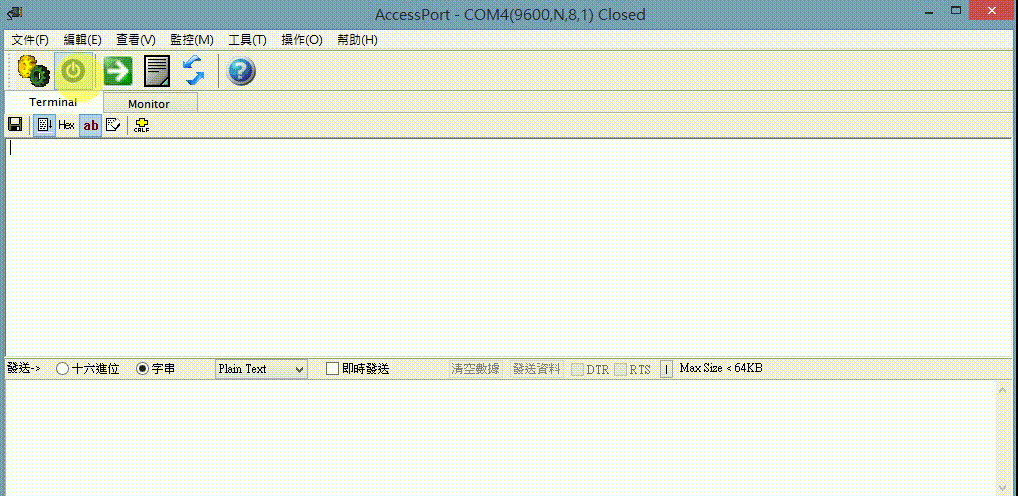 AccessPort - COM4(9600,N,8,1) Closed
文件(F) 編輯(E) 查看(V) 監控(M) 工具(T) 操作(O) 幫助(H)
Terminal Monitor
Hex ab CRLF
發送-> 十六進位 字串 Plain Text 即時發送 清空數據 發送資料 DTR RTS Max Size < 64KB